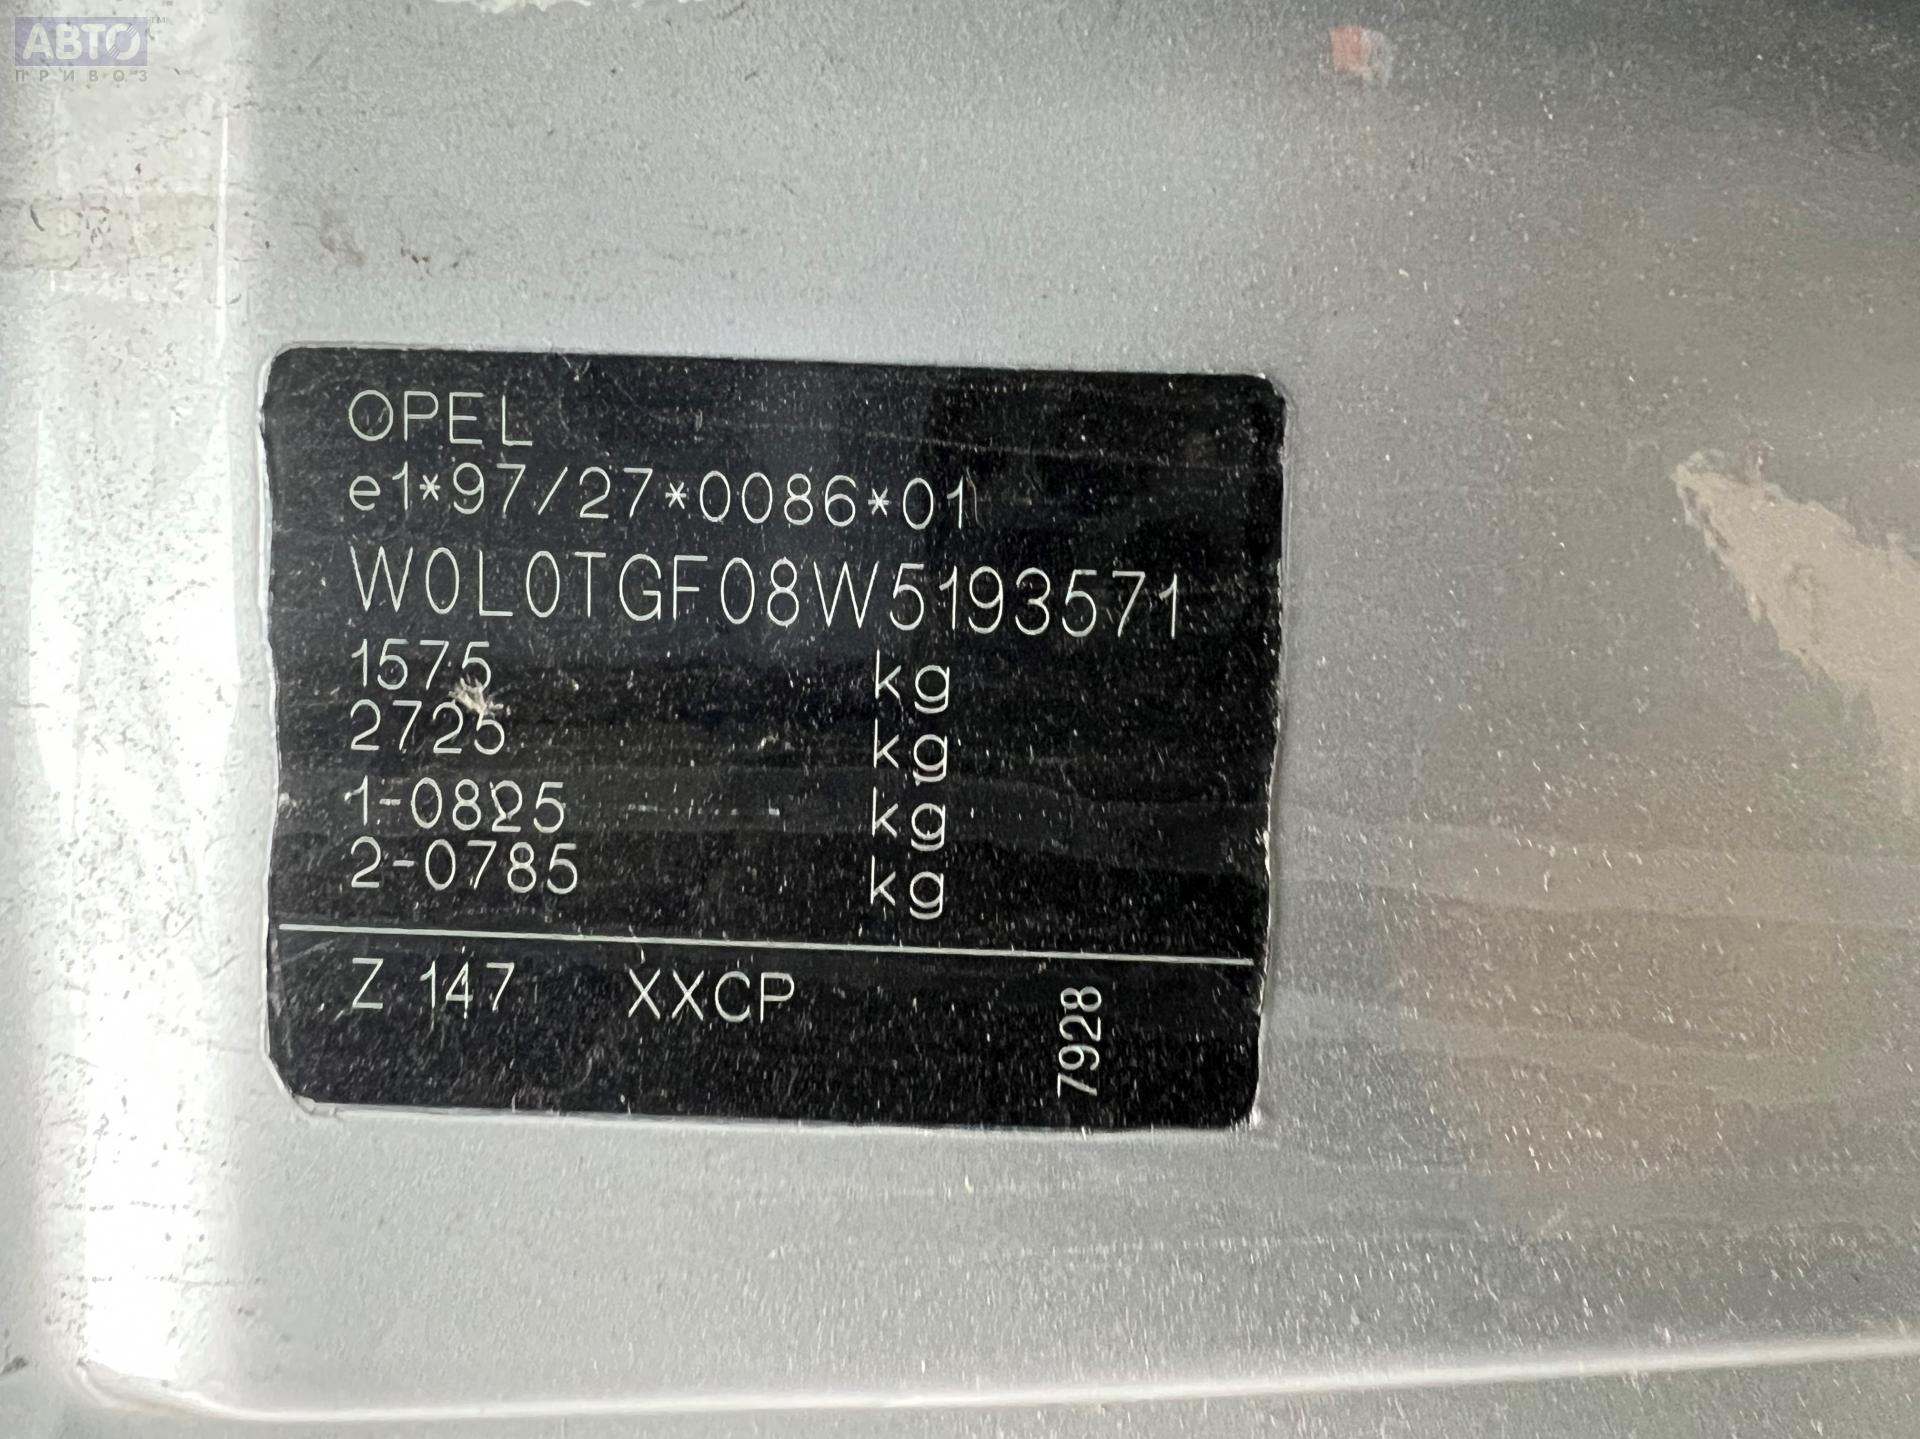 АВТО™
ПРИВОЗ
OPEL
e1*97/27*0086*01
W0L0TGF08W5193571
1575 kg
2725 kg
1-0825 kg
2-0785 kg
Z 147 XXCP
7928